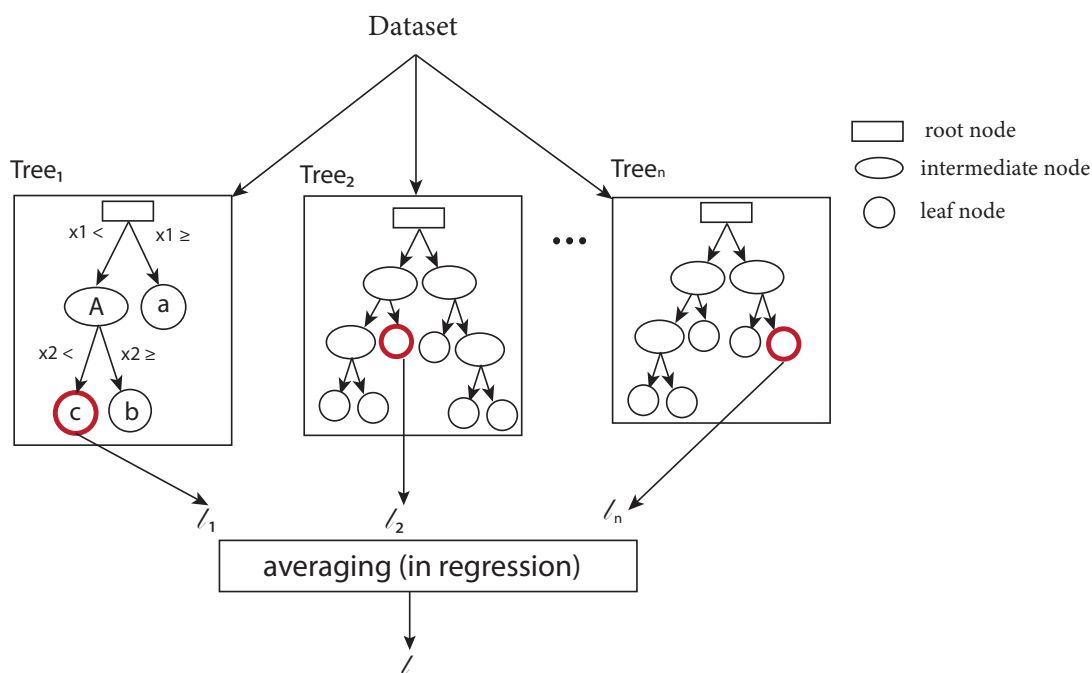 Dataset
root node
intermediate node
leaf node
Tree₁
Tree₂
Treeₙ
...
x1 < x1 ≥
A a
x2 < x2 ≥
c b
ℓ₁ ℓ₂ ℓₙ
averaging (in regression)
ℓ